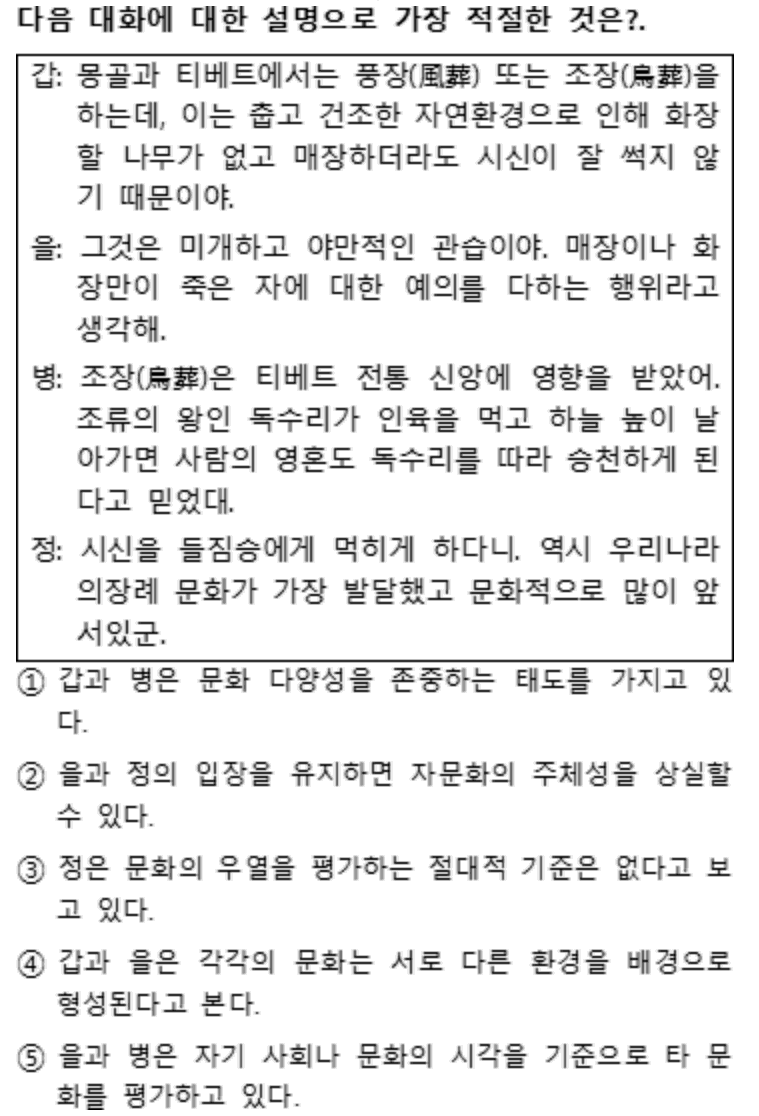 다음 대화에 대한 설명으로 가장 적절한 것은?.
갑: 몽골과 티베트에서는 풍장(風葬) 또는 조장(鳥葬)을
하는데, 이는 춥고 건조한 자연환경으로 인해 화장
할 나무가 없고 매장하더라도 시신이 잘 썩지 않
기 때문이야.
을: 그것은 미개하고 야만적인 관습이야. 매장이나 화
장만이 죽은 자에 대한 예의를 다하는 행위라고
생각해.
병: 조장(鳥葬)은 티베트 전통 신앙에 영향을 받았어.
조류의 왕인 독수리가 인육을 먹고 하늘 높이 날
아가면 사람의 영혼도 독수리를 따라 승천하게 된
다고 믿었대.
정: 시신을 들짐승에게 먹히게 하다니. 역시 우리나라
의장례 문화가 가장 발달했고 문화적으로 많이 앞
서있군.
① 갑과 병은 문화 다양성을 존중하는 태도를 가지고 있
다.
② 을과 정의 입장을 유지하면 자문화의 주체성을 상실할
수 있다.
③ 정은 문화의 우열을 평가하는 절대적 기준은 없다고 보
고 있다.
④ 갑과 을은 각각의 문화는 서로 다른 환경을 배경으로
형성된다고 본다.
⑤ 을과 병은 자기 사회나 문화의 시각을 기준으로 타 문
화를 평가하고 있다.